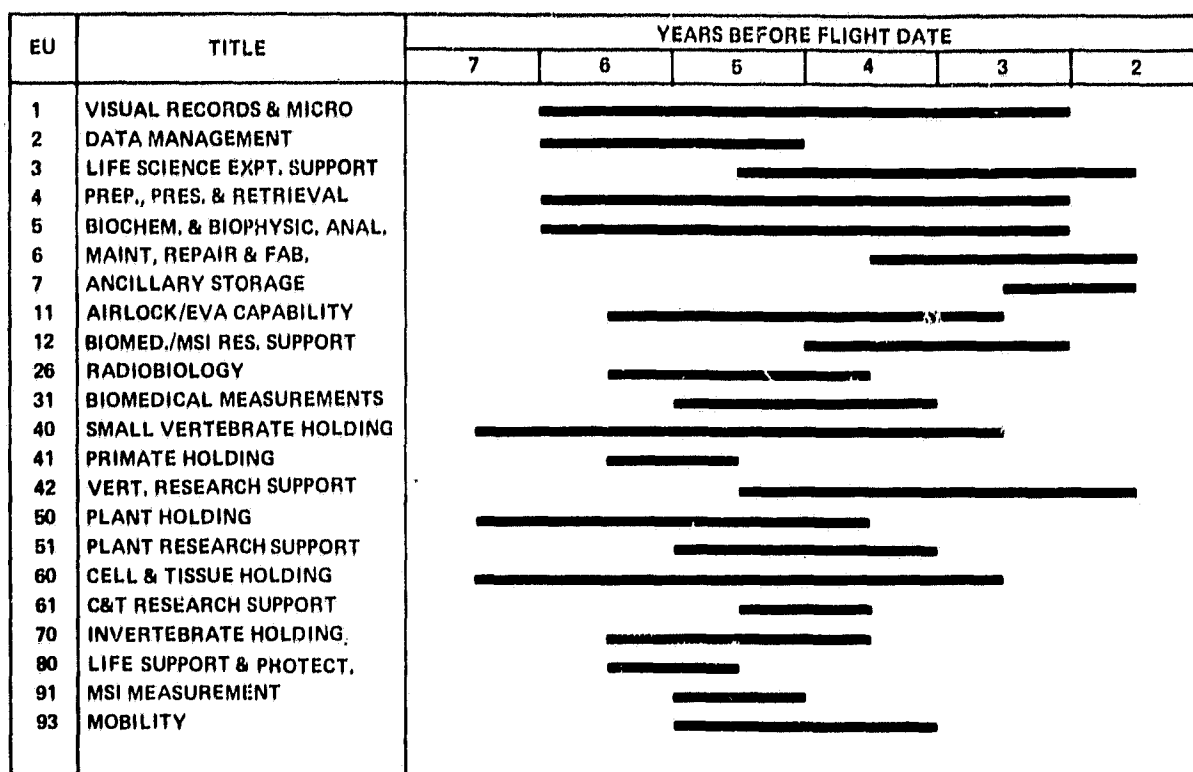 EU TITLE YEARS BEFORE FLIGHT DATE
7 6 5 4 3 2
1 VISUAL RECORDS & MICRO
2 DATA MANAGEMENT
3 LIFE SCIENCE EXPT. SUPPORT
4 PREP., PRES. & RETRIEVAL
5 BIOCHEM. & BIOPHYSIC. ANAL.
6 MAINT, REPAIR & FAB.
7 ANCILLARY STORAGE
11 AIRLOCK/EVA CAPABILITY
12 BIOMED./MSI RES. SUPPORT
26 RADIOBIOLOGY
31 BIOMEDICAL MEASUREMENTS
40 SMALL VERTEBRATE HOLDING
41 PRIMATE HOLDING
42 VERT. RESEARCH SUPPORT
50 PLANT HOLDING
51 PLANT RESEARCH SUPPORT
60 CELL & TISSUE HOLDING
61 C&T RESEARCH SUPPORT
70 INVERTEBRATE HOLDING
80 LIFE SUPPORT & PROTECT.
91 MSI MEASUREMENT
93 MOBILITY